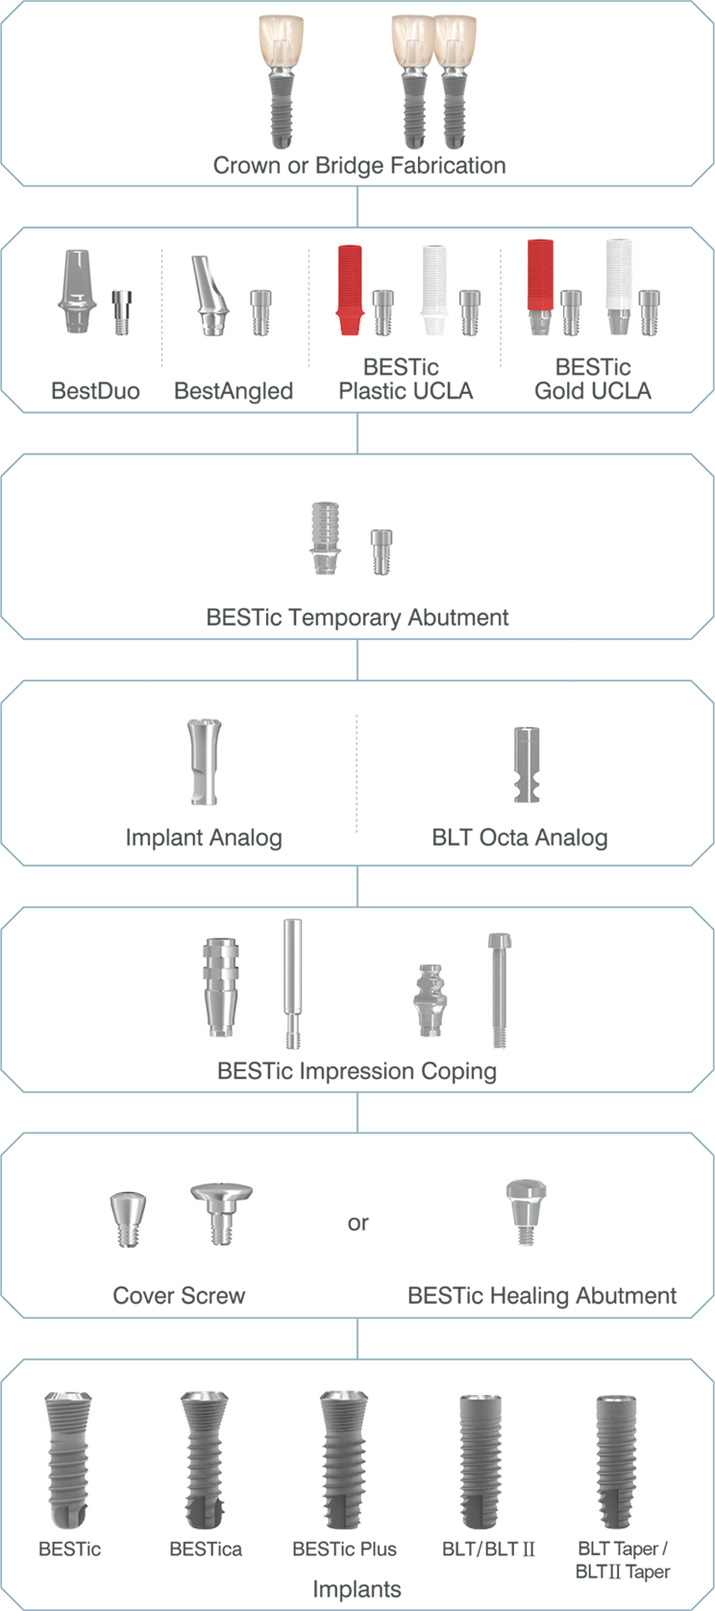 Crown or Bridge Fabrication
BestDuo
BestAngled
BESTic
Plastic UCLA
BESTic
Gold UCLA
BESTic Temporary Abutment
Implant Analog
BLT Octa Analog
BESTic Impression Coping
or
Cover Screw
BESTic Healing Abutment
BESTic
BESTica
BESTic Plus
BLT/BLT Ⅱ
BLT Taper /
BLTⅡ Taper
Implants